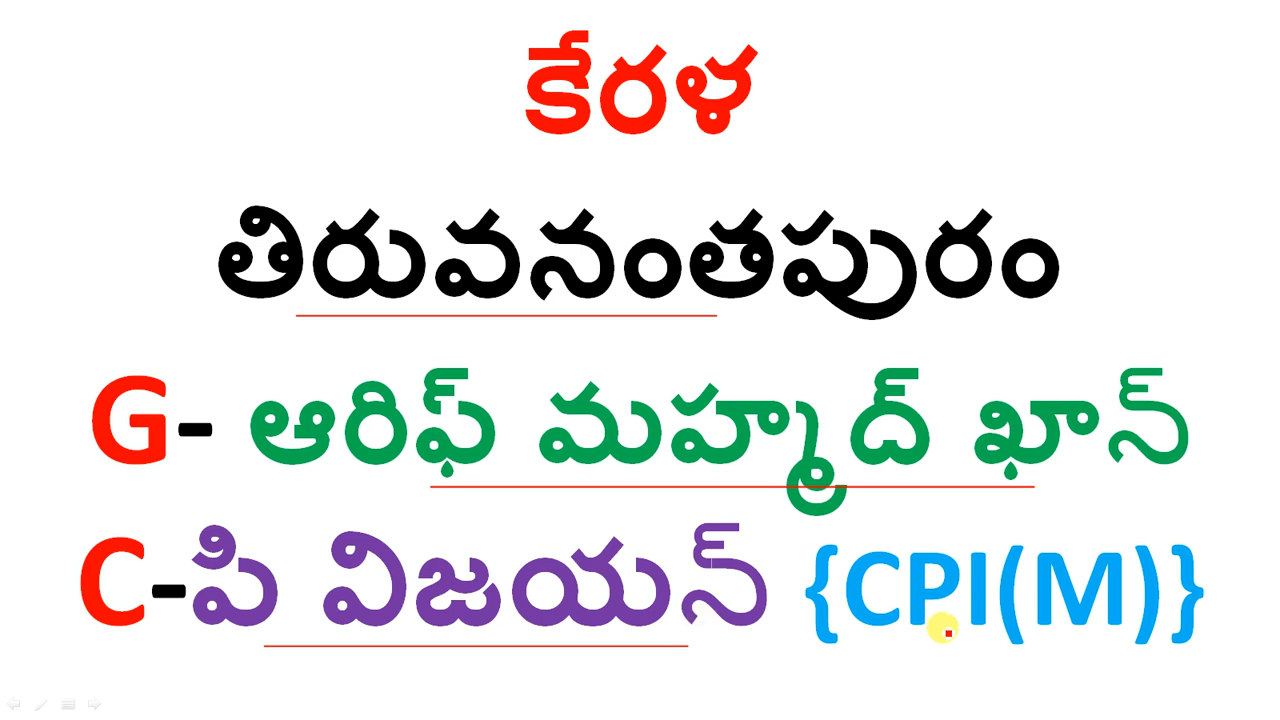 కేరళ
తిరువనంతపురం
G- ఆరిఫ్ మహ్మద్ ఖాన్
C-పి విజయన్ {CPI(M)}